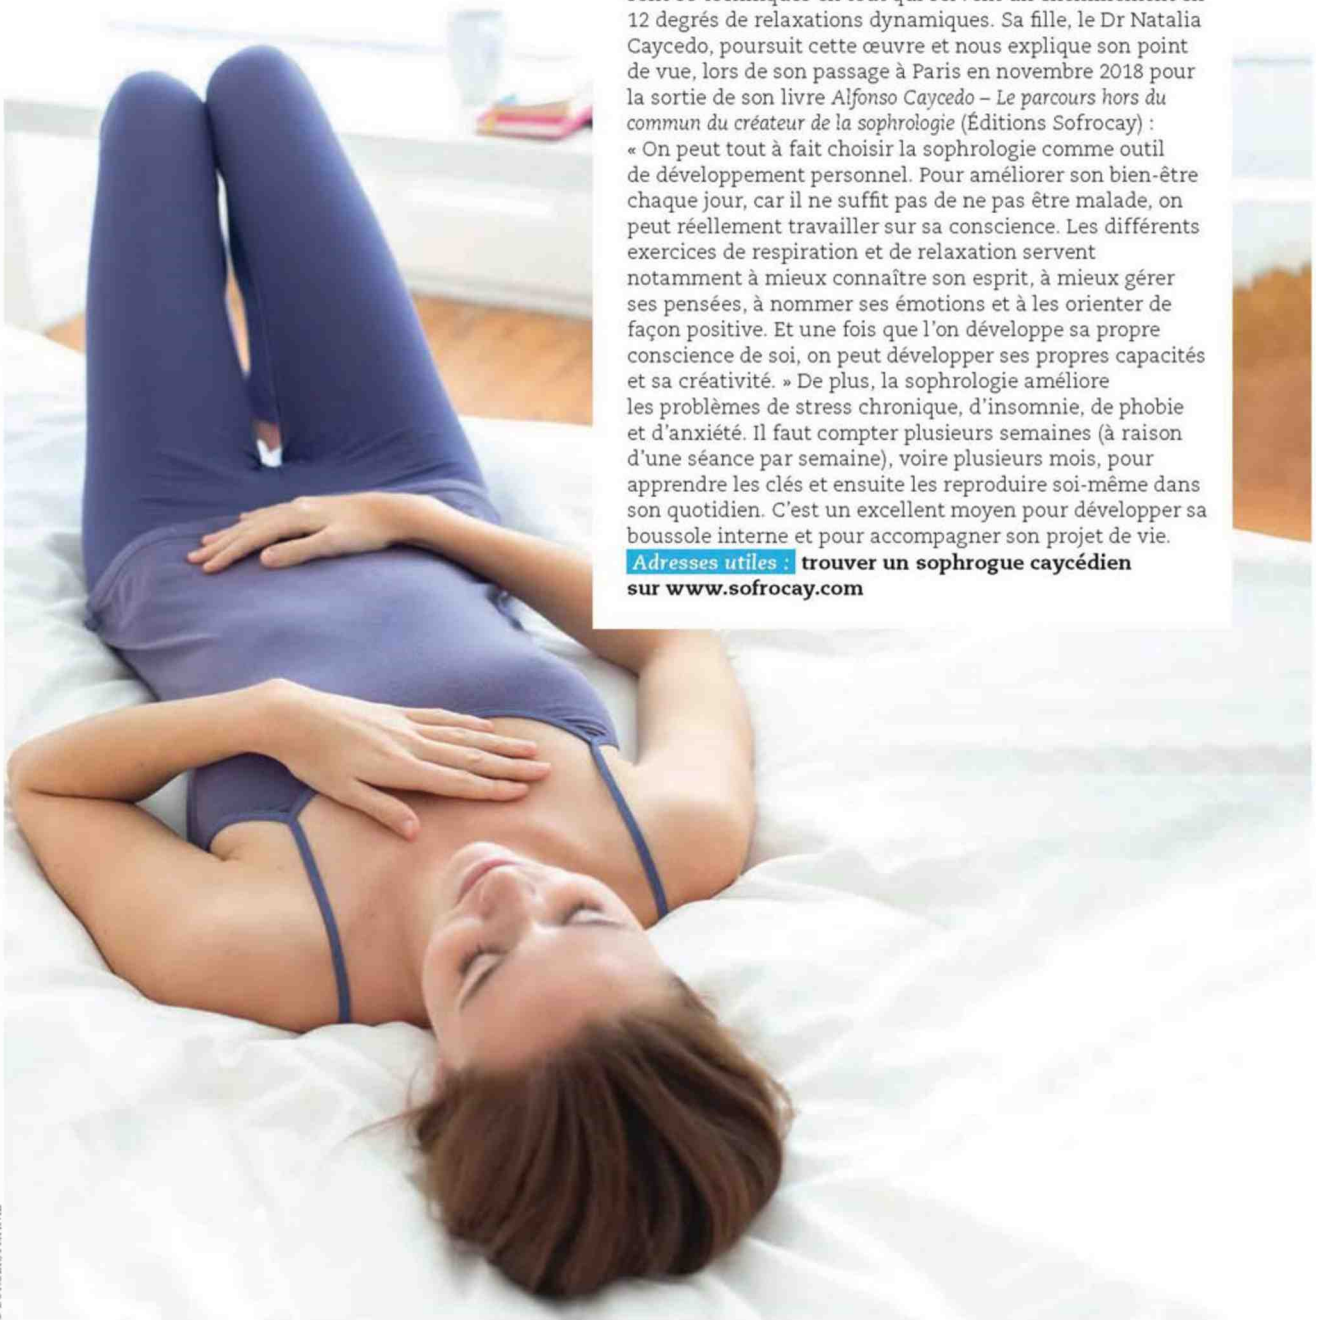 12 degrés de relaxations dynamiques. Sa fille, le Dr Natalia
Caycedo, poursuit cette œuvre et nous explique son point
de vue, lors de son passage à Paris en novembre 2018 pour
la sortie de son livre Alfonso Caycedo – Le parcours hors du
commun du créateur de la sophrologie (Éditions Sofrocay) :
« On peut tout à fait choisir la sophrologie comme outil
de développement personnel. Pour améliorer son bien-être
chaque jour, car il ne suffit pas de ne pas être malade, on
peut réellement travailler sur sa conscience. Les différents
exercices de respiration et de relaxation servent
notamment à mieux connaître son esprit, à mieux gérer
ses pensées, à nommer ses émotions et à les orienter de
façon positive. Et une fois que l'on développe sa propre
conscience de soi, on peut développer ses propres capacités
et sa créativité. » De plus, la sophrologie améliore
les problèmes de stress chronique, d'insomnie, de phobie
et d'anxiété. Il faut compter plusieurs semaines (à raison
d'une séance par semaine), voire plusieurs mois, pour
apprendre les clés et ensuite les reproduire soi-même dans
son quotidien. C'est un excellent moyen pour développer sa
boussole interne et pour accompagner son projet de vie.
Adresses utiles : trouver un sophrogue caycédien
sur www.sofrocay.com